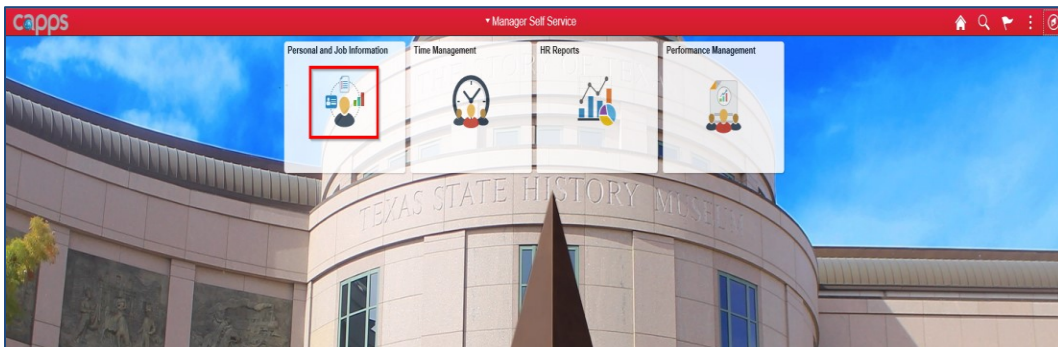 capps
▾ Manager Self Service
Personal and Job Information
Time Management
HR Reports
Performance Management
TEXAS STATE HISTORY MUSEUM